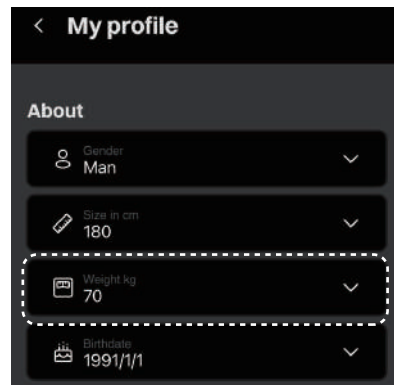 My profile
About
Gender
Man
Size in cm
180
Weight kg
70
Birthdate
1991/1/1